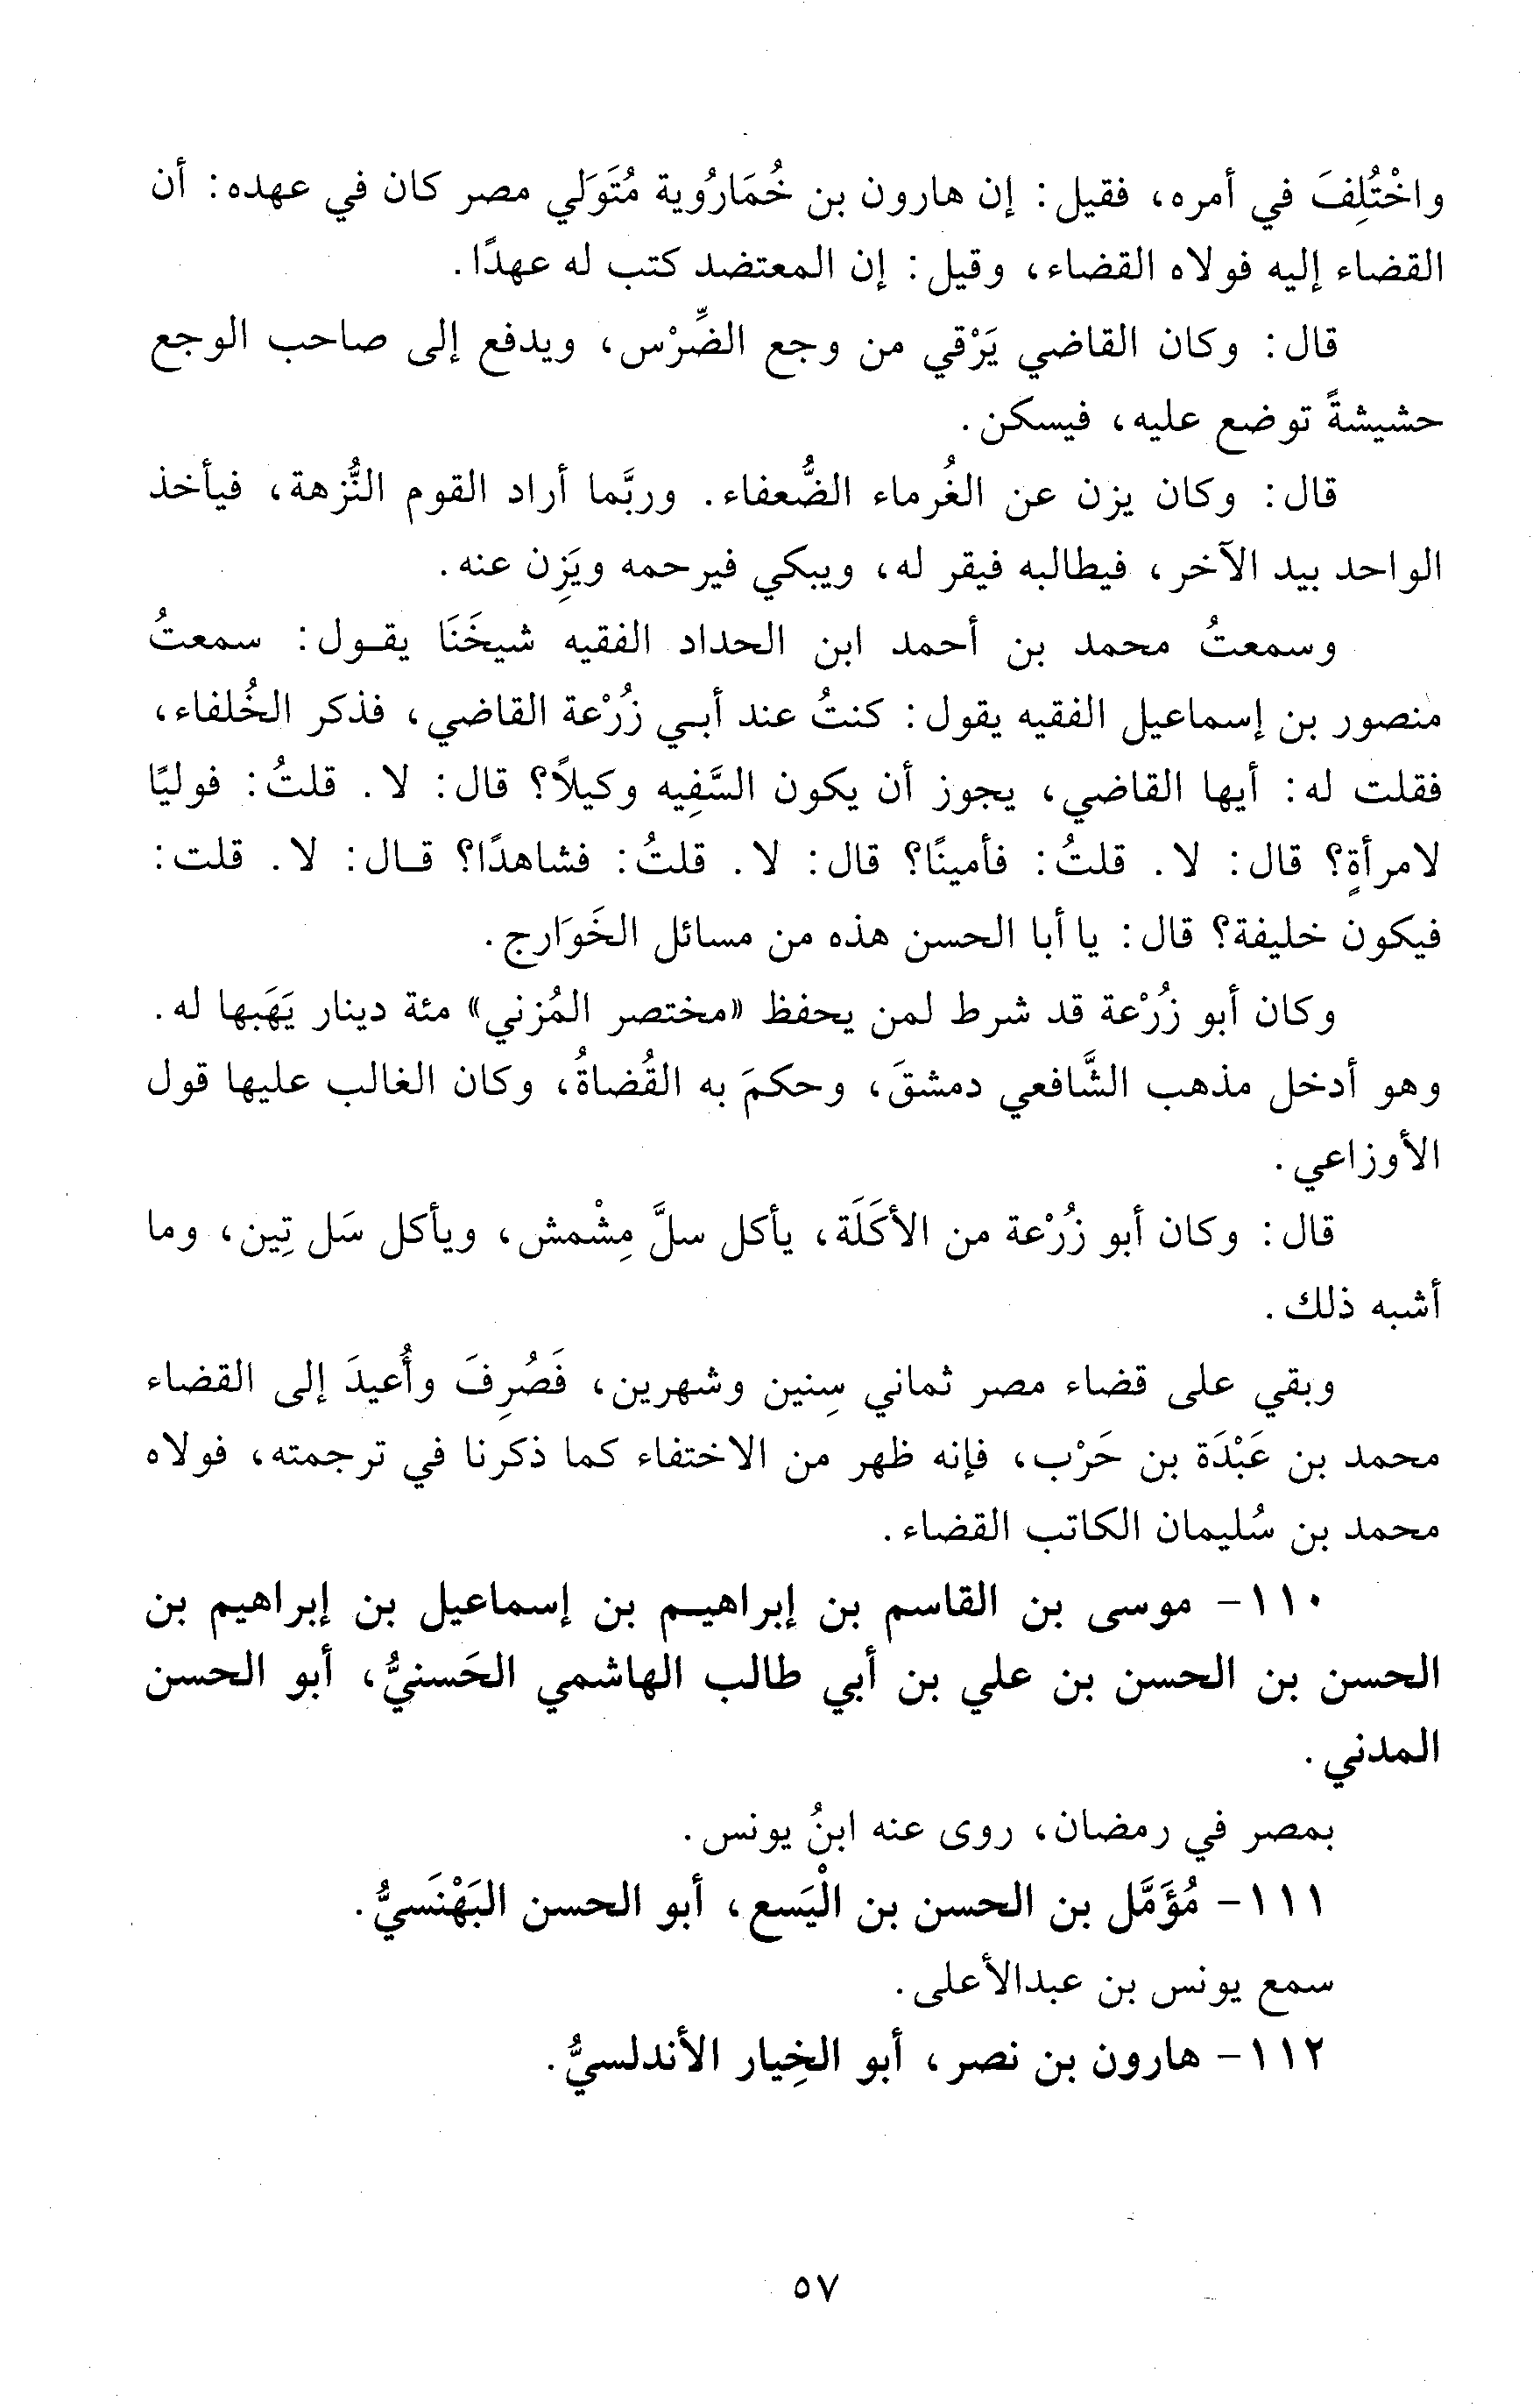 واخْتُلِفَ في أمره، فقيل: إن هارون بن خُمَارُوية مُتَوَلي مصر كان في عهده: أن
القضاء إليه فولاه القضاء، وقيل: إن المعتضد كتب له عهدًا.
قال: وكان القاضي يَرْقي من وجع الضِّرْس، ويدفع إلى صاحب الوجع
حشيشةً توضع عليه، فيسكن.
قال: وكان يزن عن الغُرماء الضُّعفاء. وربَّما أراد القوم النُّزهة، فيأخذ
الواحد بيد الآخر، فيطالبه فيقر له، ويبكي فيرحمه ويَزِن عنه.
وسمعتُ محمد بن أحمد ابن الحداد الفقيه شيخَنَا يقول: سمعتُ
منصور بن إسماعيل الفقيه يقول: كنتُ عند أبي زُرْعة القاضي، فذكر الخُلفاء،
فقلت له: أيها القاضي، يجوز أن يكون السَّفِيه وكيلًا؟ قال: لا. قلتُ: فوليًا
لامرأةٍ؟ قال: لا. قلتُ: فأمينًا؟ قال: لا. قلتُ: فشاهدًا؟ قال: لا. قلت:
فيكون خليفة؟ قال: يا أبا الحسن هذه من مسائل الخَوَارج.
وكان أبو زُرْعة قد شرط لمن يحفظ «مختصر المُزني» مئة دينار يَهَبها له.
وهو أدخل مذهب الشَّافعي دمشقَ، وحكمَ به القُضاةُ، وكان الغالب عليها قول
الأوزاعي.
قال: وكان أبو زُرْعة من الأكَلَة، يأكل سلَّ مِشْمش، ويأكل سَل تِين، وما
أشبه ذلك.
وبقي على قضاء مصر ثماني سِنين وشهرين، فَصُرِفَ وأُعيدَ إلى القضاء
محمد بن عَبْدَة بن حَرْب، فإنه ظهر من الاختفاء كما ذكرنا في ترجمته، فولاه
محمد بن سُليمان الكاتب القضاء.
١١٠- موسى بن القاسم بن إبراهيم بن إسماعيل بن إبراهيم بن
الحسن بن الحسن بن علي بن أبي طالب الهاشمي الحَسنيُّ، أبو الحسن
المدني.
بمصر في رمضان، روى عنه ابنُ يونس.
١١١- مُؤَمَّل بن الحسن بن الْيَسع، أبو الحسن البَهْنَسيُّ.
سمع يونس بن عبدالأعلى.
١١٢- هارون بن نصر، أبو الخِيار الأندلسيُّ.
٥٧